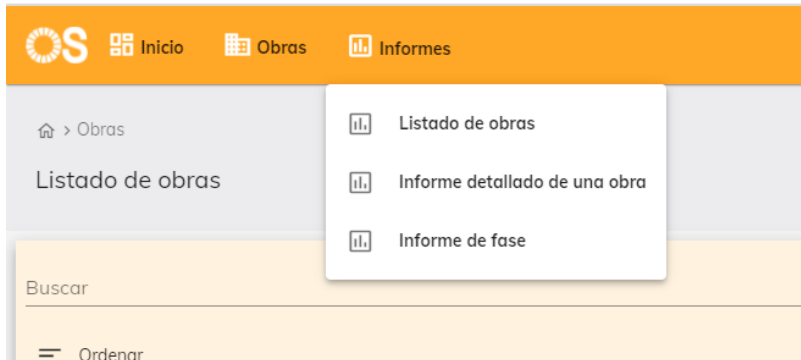 OS Inicio Obras Informes
Listado de obras
Informe detallado de una obra
Informe de fase
> Obras
Listado de obras
Buscar
Ordenar